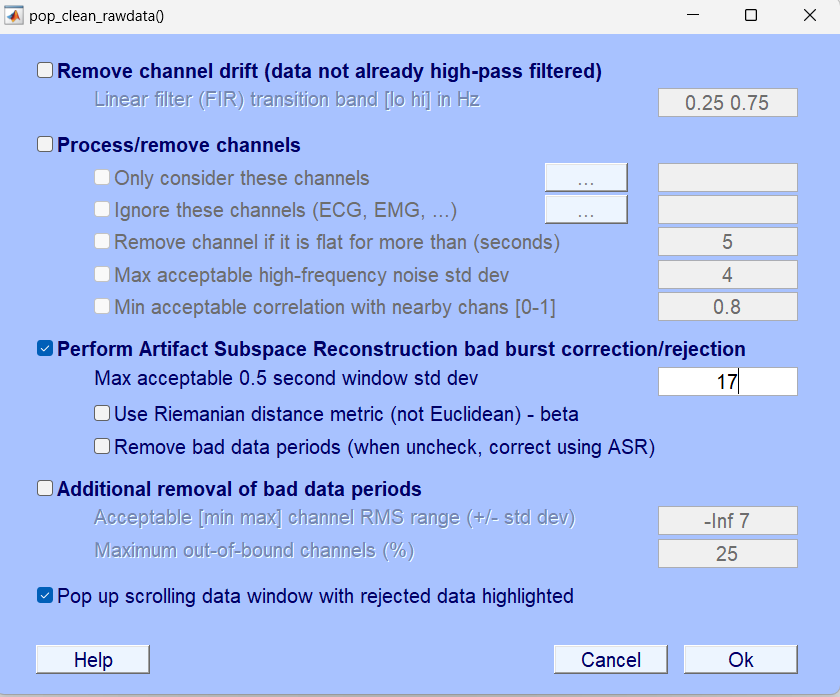 pop_clean_rawdata()
Remove channel drift (data not already high-pass filtered)
Linear filter (FIR) transition band [lo hi] in Hz 0.25 0.75
Process/remove channels
Only consider these channels ...
Ignore these channels (ECG, EMG, ...) ...
Remove channel if it is flat for more than (seconds) 5
Max acceptable high-frequency noise std dev 4
Min acceptable correlation with nearby chans [0-1] 0.8
Perform Artifact Subspace Reconstruction bad burst correction/rejection
Max acceptable 0.5 second window std dev 17
Use Riemanian distance metric (not Euclidean) - beta
Remove bad data periods (when uncheck, correct using ASR)
Additional removal of bad data periods
Acceptable [min max] channel RMS range (+/- std dev) -Inf 7
Maximum out-of-bound channels (%) 25
Pop up scrolling data window with rejected data highlighted
Help Cancel Ok